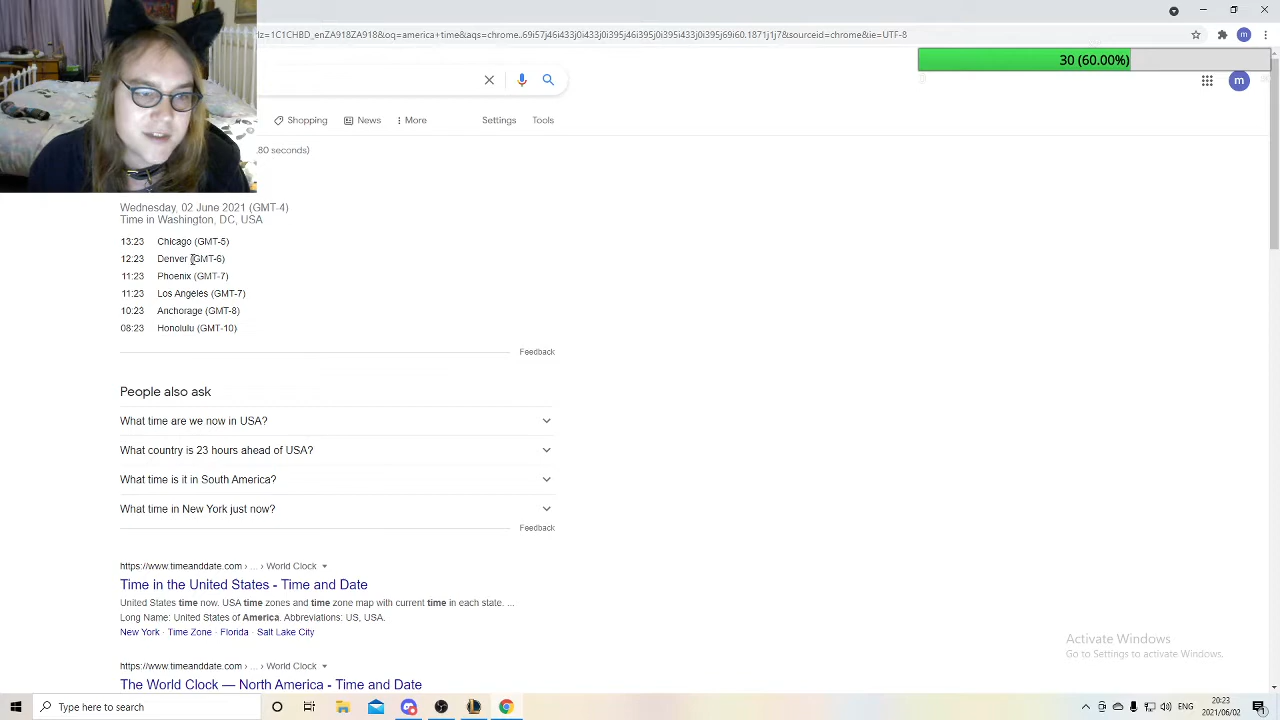 lz=1C1CHBD_enZA918ZA918&oq=america+time&aqs=chrome..69i57j46i433j0i433j0i395j46i395j0i395i433j0i395j69i60.1871j1j7&sourceid=chrome&ie=UTF-8
m
30 (60.00%)
m
Shopping
News
More
Settings
Tools
80 seconds)
Wednesday, 02 June 2021 (GMT-4)
Time in Washington, DC, USA
13:23 Chicago (GMT-5)
12:23 Denver (GMT-6)
11:23 Phoenix (GMT-7)
11:23 Los Angeles (GMT-7)
10:23 Anchorage (GMT-8)
08:23 Honolulu (GMT-10)
Feedback
People also ask
What time are we now in USA?
What country is 23 hours ahead of USA?
What time is it in South America?
What time in New York just now?
Feedback
https://www.timeanddate.com › ... › World Clock
Time in the United States - Time and Date
United States time now. USA time zones and time zone map with current time in each state. ...
Long Name: United States of America. Abbreviations: US, USA.
New York · Time Zone · Florida · Salt Lake City
https://www.timeanddate.com › ... › World Clock
The World Clock — North America - Time and Date
Activate Windows
Go to Settings to activate Windows.
Type here to search
ENG
20:23
2021/06/02